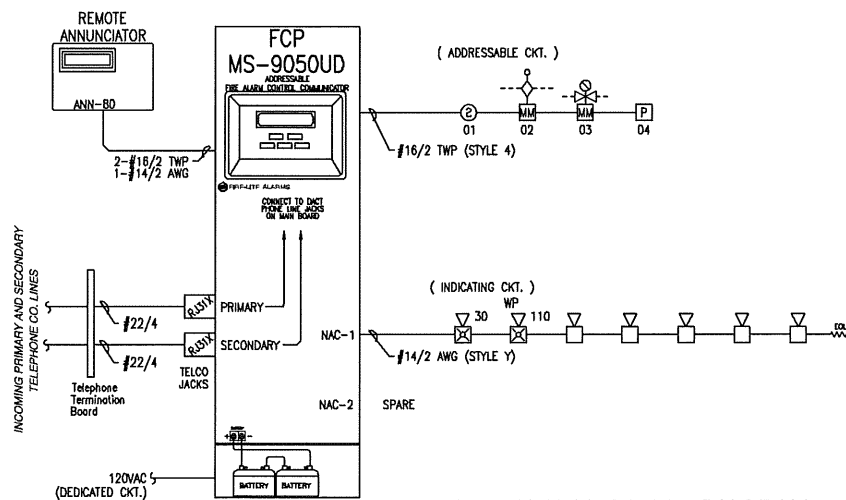 REMOTE
ANNUNCIATOR
ANN-80
2-#16/2 TWP
1-#14/2 AWG
FCP
MS-9050UD
ADDRESSABLE
FIRE ALARM CONTROL COMMUNICATOR
FIRE-LITE ALARMS
CONNECT TO DACT
PHONE LINE JACKS
ON MAIN BOARD
( ADDRESSABLE CKT. )
2
MM
MM
P
01
02
03
04
#16/2 TWP (STYLE 4)
INCOMING PRIMARY AND SECONDARY
TELEPHONE CO. LINES
#22/4
#22/4
Telephone
Termination
Board
RJ31X
RJ31X
TELCO
JACKS
PRIMARY
SECONDARY
( INDICATING CKT. )
WP
30
110
NAC-1
EOL
#14/2 AWG (STYLE Y)
NAC-2
SPARE
+
-
BATTERY
BATTERY
120VAC
(DEDICATED CKT.)